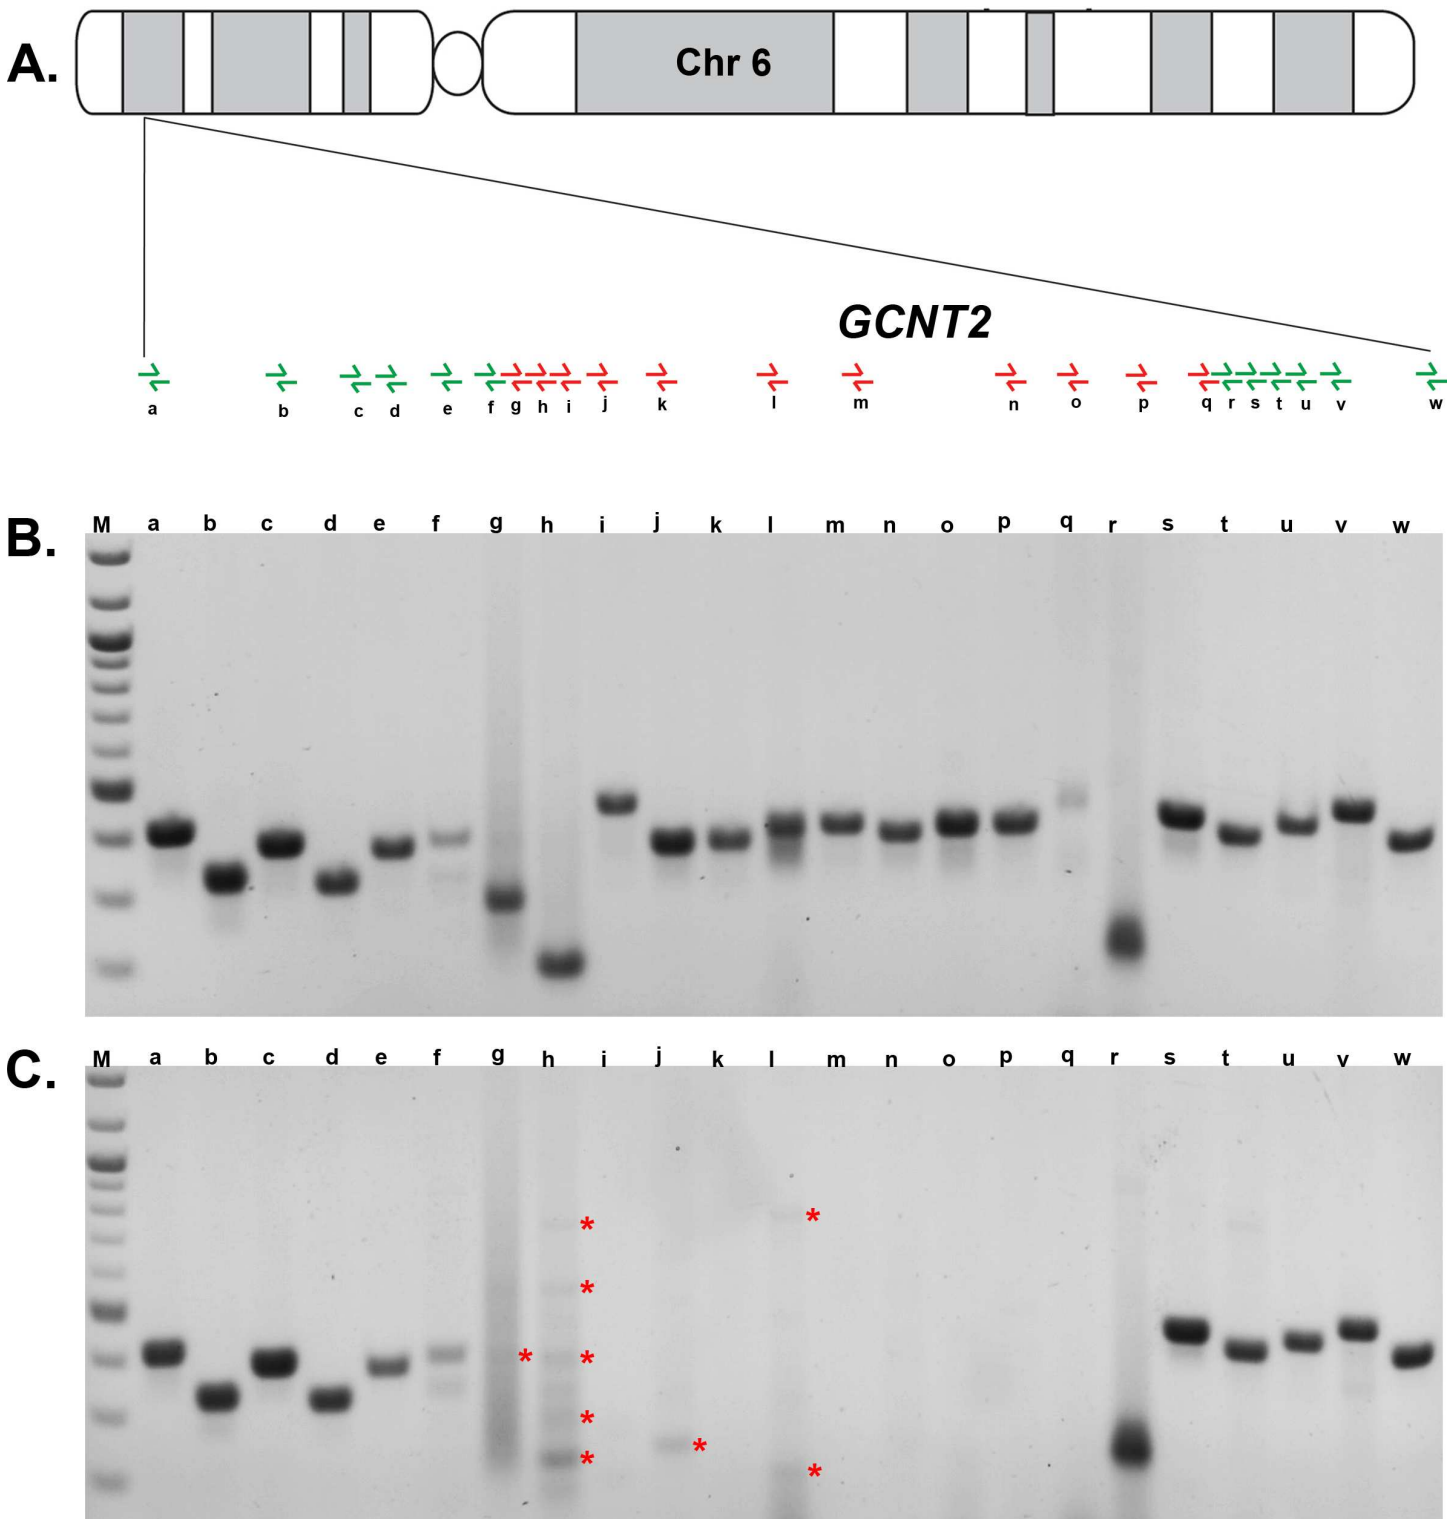 A.
Chr 6
GCNT2
a b c d e f g h i j k l m n o p q r s t u v w
B.
M a b c d e f g h i j k l m n o p q r s t u v w
C.
M a b c d e f g h i j k l m n o p q r s t u v w
* *
*
* *
*
* *
*